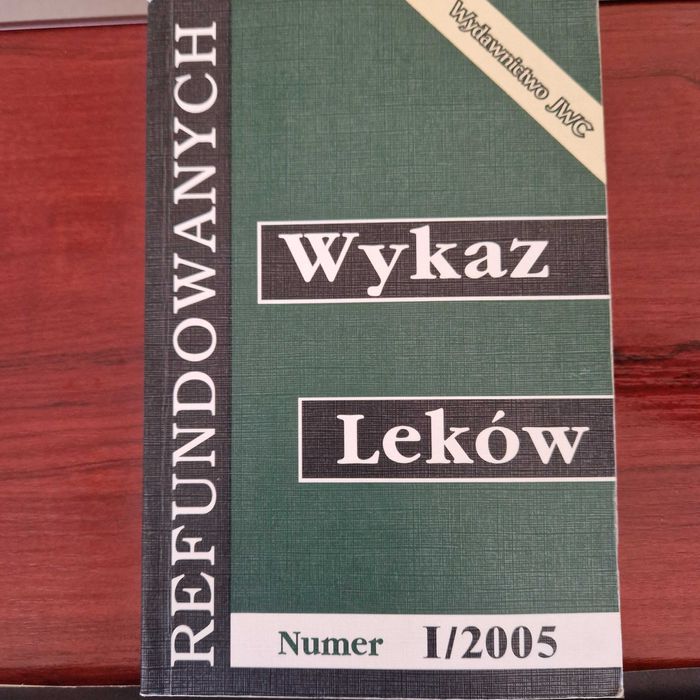 Wydawnictwo JWC
REFUNDOWANYCH
Wykaz
Leków
Numer I/2005